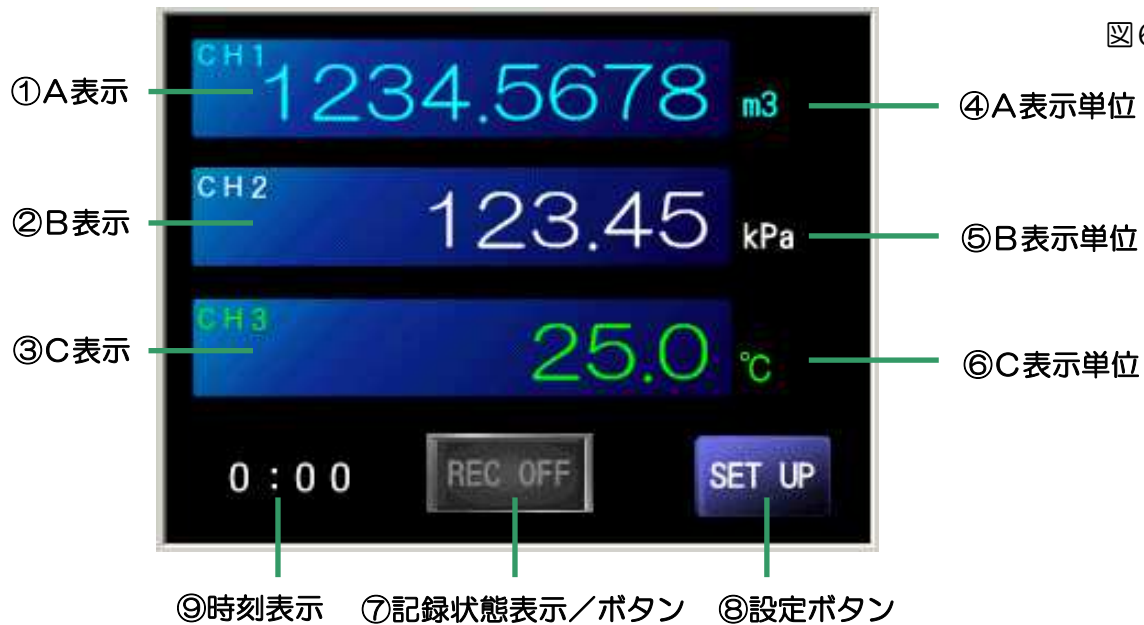 図6
CH1
①A表示
1234.5678
m3
④A表示単位
CH2
②B表示
123.45
kPa
⑤B表示単位
CH3
③C表示
25.0
℃
⑥C表示単位
0:00
REC OFF
SET UP
⑨時刻表示
⑦記録状態表示／ボタン
⑧設定ボタン